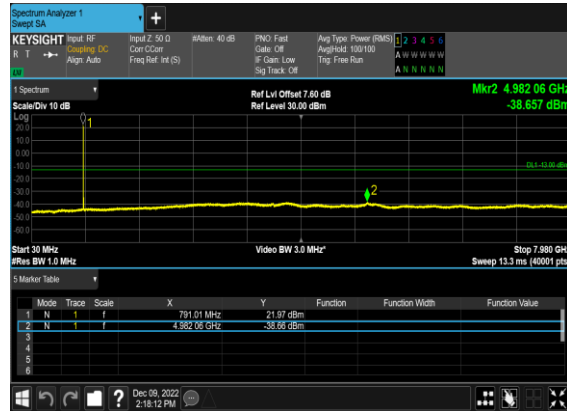 Spectrum Analyzer 1
Swept SA
+
KEYSIGHT Input: RF Input Z: 50 Ω #Atten: 40 dB PNO: Fast Avg Type: Power (RMS) 1 2 3 4 5 6
R T Coupling: DC Corr CCorr Gate: Off Avg|Hold: 100/100 A W W W W W
Align: Auto Freq Ref: Int (S) IF Gain: Low Trig: Free Run
Sig Track: Off A N N N N N
1 Spectrum Ref Lvl Offset 7.60 dB Mkr2 4.982 06 GHz
Scale/Div 10 dB Ref Level 30.00 dBm -38.657 dBm
Log
20.0 1
10.0
0.00
-10.0 DL1 -13.00 dBm
-20.0
-30.0 2
-40.0
-50.0
-60.0
Start 30 MHz Video BW 3.0 MHz* Stop 7.980 GHz
#Res BW 1.0 MHz Sweep 13.3 ms (40001 pts)
5 Marker Table
Mode Trace Scale X Y Function Function Width Function Value
1 N 1 f 791.01 MHz 21.97 dBm
2 N 1 f 4.982 06 GHz -38.66 dBm
3
4
5
6
? Dec 09, 2022
2:18:12 PM